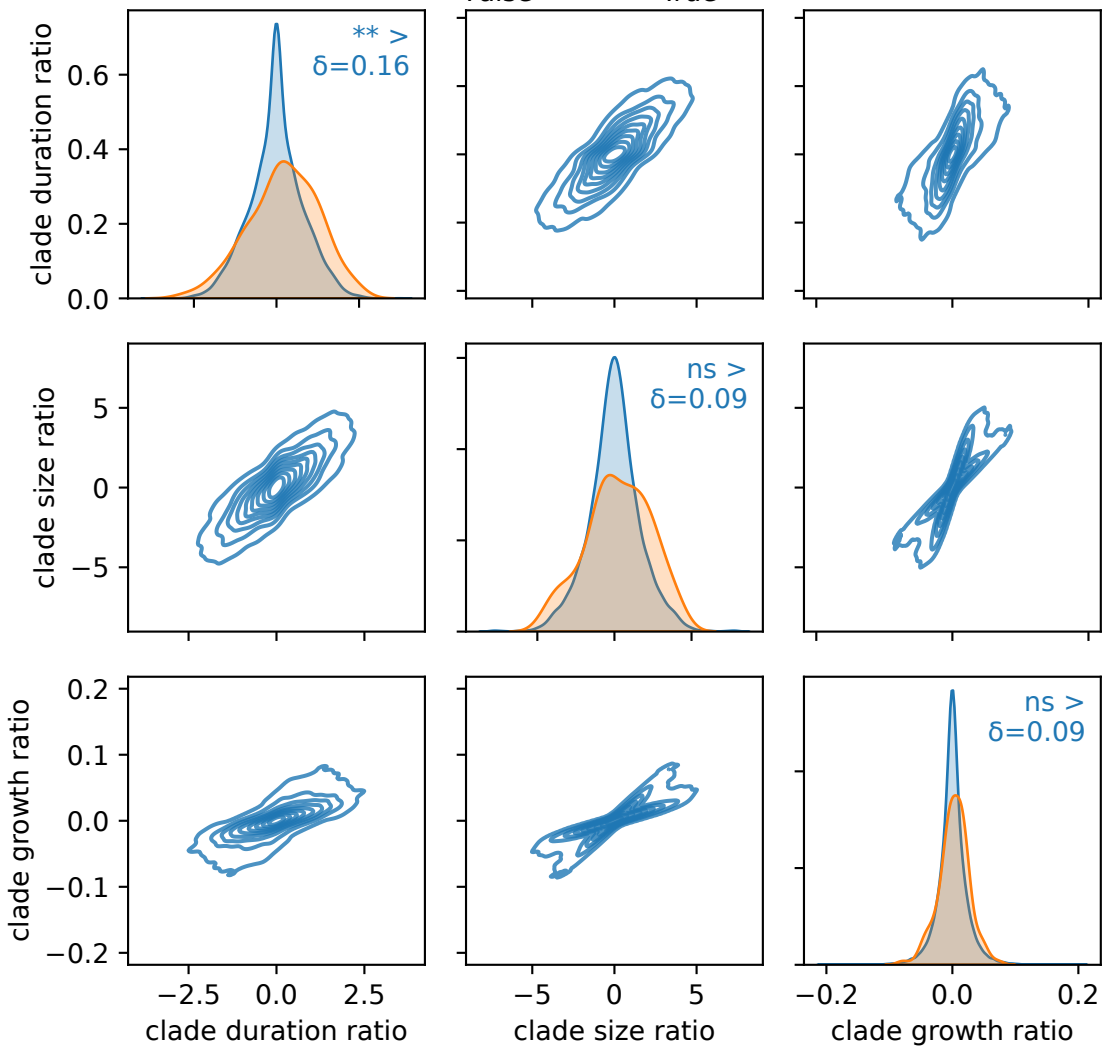 clade duration ratio
0.6
0.4
0.2
0.0
** >
δ=0.16
clade size ratio
5
0
−5
ns >
δ=0.09
clade growth ratio
0.2
0.1
0.0
−0.1
−0.2
ns >
δ=0.09
−2.5 0.0 2.5
clade duration ratio
−5 0 5
clade size ratio
−0.2 0.0 0.2
clade growth ratio